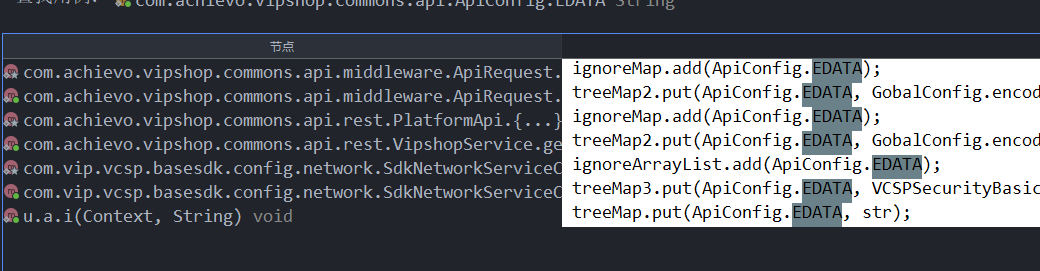 com.achievo.vipshop.commons.api.ApiConfig.EDATA String
节点
com.achievo.vipshop.commons.api.middleware.ApiRequest. ignoreMap.add(ApiConfig.EDATA);
com.achievo.vipshop.commons.api.middleware.ApiRequest. treeMap2.put(ApiConfig.EDATA, GobalConfig.encod
com.achievo.vipshop.commons.api.rest.PlatformApi.{...} ignoreMap.add(ApiConfig.EDATA);
com.achievo.vipshop.commons.api.rest.VipshopService.ge treeMap2.put(ApiConfig.EDATA, GobalConfig.encod
com.vip.vcsp.basesdk.config.network.SdkNetworkServiceC ignoreArrayList.add(ApiConfig.EDATA);
com.vip.vcsp.basesdk.config.network.SdkNetworkServiceC treeMap3.put(ApiConfig.EDATA, VCSPSecurityBasic
u.a.i(Context, String) void treeMap.put(ApiConfig.EDATA, str);